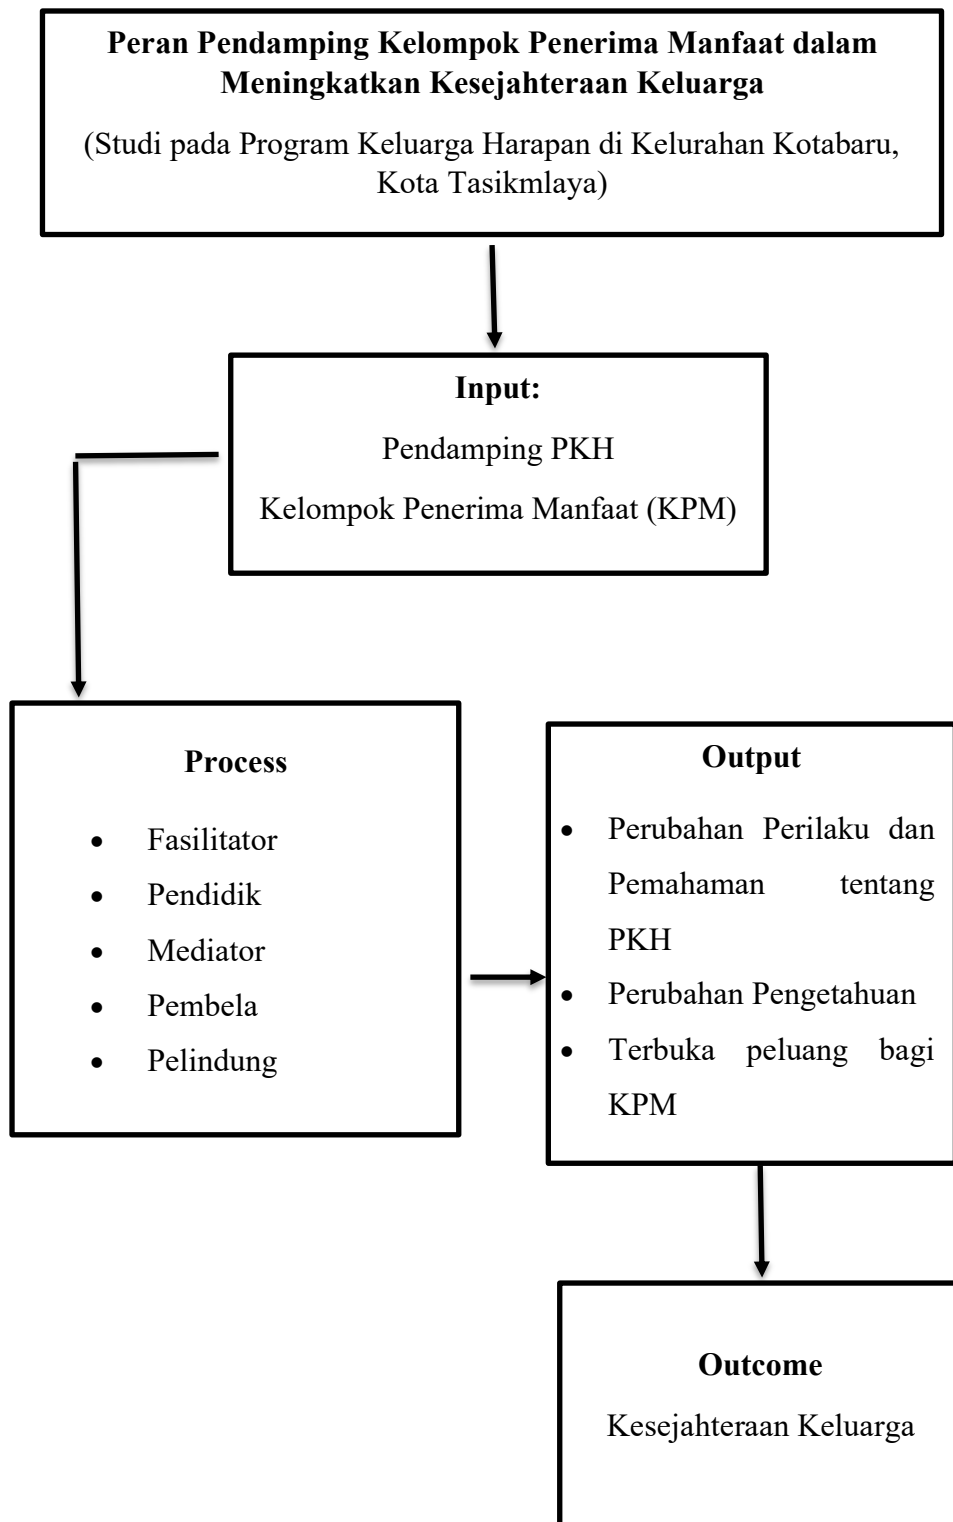 Peran Pendamping Kelompok Penerima Manfaat dalam
Meningkatkan Kesejahteraan Keluarga
(Studi pada Program Keluarga Harapan di Kelurahan Kotabaru,
Kota Tasikmlaya)
Input:
Pendamping PKH
Kelompok Penerima Manfaat (KPM)
Process
• Fasilitator
• Pendidik
• Mediator
• Pembela
• Pelindung
Output
• Perubahan Perilaku dan
Pemahaman tentang
PKH
• Perubahan Pengetahuan
• Terbuka peluang bagi
KPM
Outcome
Kesejahteraan Keluarga